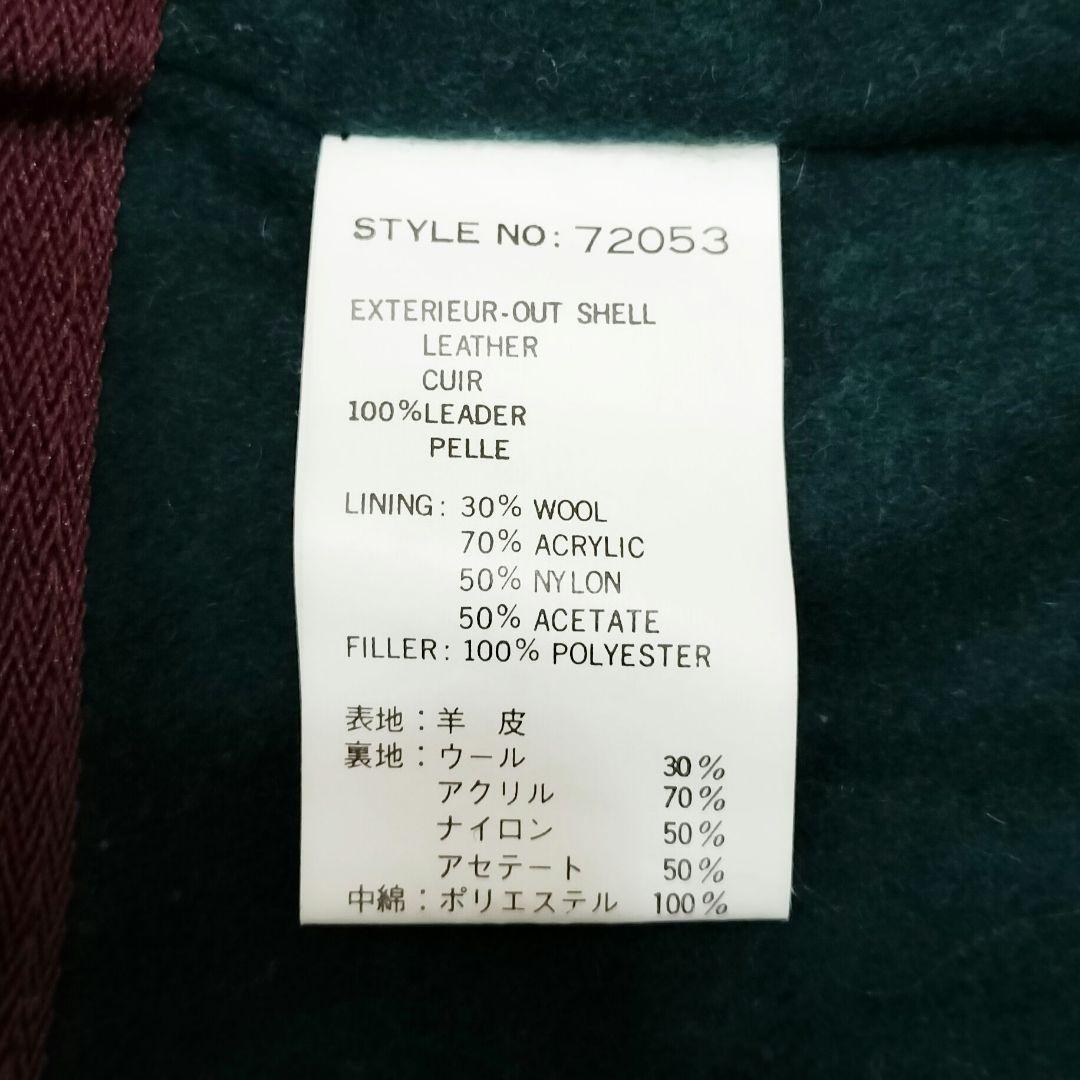 STYLE NO: 72053
EXTERIEUR-OUT SHELL
LEATHER
CUIR
100%LEADER
PELLE
LINING: 30% WOOL
70% ACRYLIC
50% NYLON
50% ACETATE
FILLER: 100% POLYESTER
表地：羊 皮
裏地：ウール 30%
アクリル 70%
ナイロン 50%
アセテート 50%
中綿：ポリエステル 100%